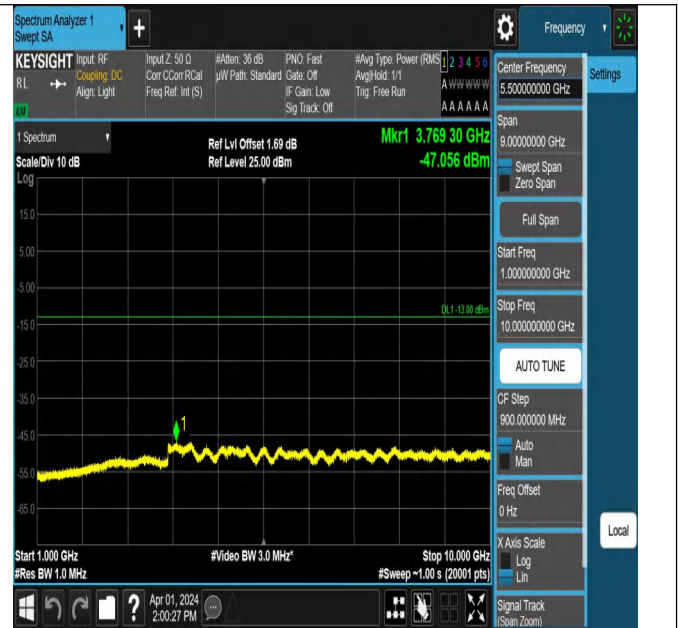 Spectrum Analyzer 1
Swept SA
+
Frequency
KEYSIGHT
RL
Input: RF
Coupling: DC
Align: Light
Input Z: 50 Ω
Corr CCorr RCal
Freq Ref: Int (S)
#Atten: 36 dB
µW Path: Standard
PNO: Fast
Gate: Off
IF Gain: Low
Sig Track: Off
#Avg Type: Power (RMS
Avg|Hold: 1/1
Trig: Free Run
1 2 3 4 5 6
A W W W W W
A A A A A A
LXI
1 Spectrum
Scale/Div 10 dB
Log
Ref Lvl Offset 1.69 dB
Ref Level 25.00 dBm
Mkr1 3.769 30 GHz
-47.056 dBm
15.0
5.00
-5.00
DL1 -13.00 dBm
-15.0
-25.0
-35.0
1
-45.0
-55.0
-65.0
Start 1.000 GHz
#Video BW 3.0 MHz*
Stop 10.000 GHz
#Res BW 1.0 MHz
#Sweep ~1.00 s (20001 pts)
?
Apr 01, 2024
2:00:27 PM
Center Frequency
5.500000000 GHz
Settings
Span
9.00000000 GHz
Swept Span
Zero Span
Full Span
Start Freq
1.000000000 GHz
Stop Freq
10.000000000 GHz
AUTO TUNE
CF Step
900.000000 MHz
Auto
Man
Freq Offset
0 Hz
Local
X Axis Scale
Log
Lin
Signal Track
(Span Zoom)